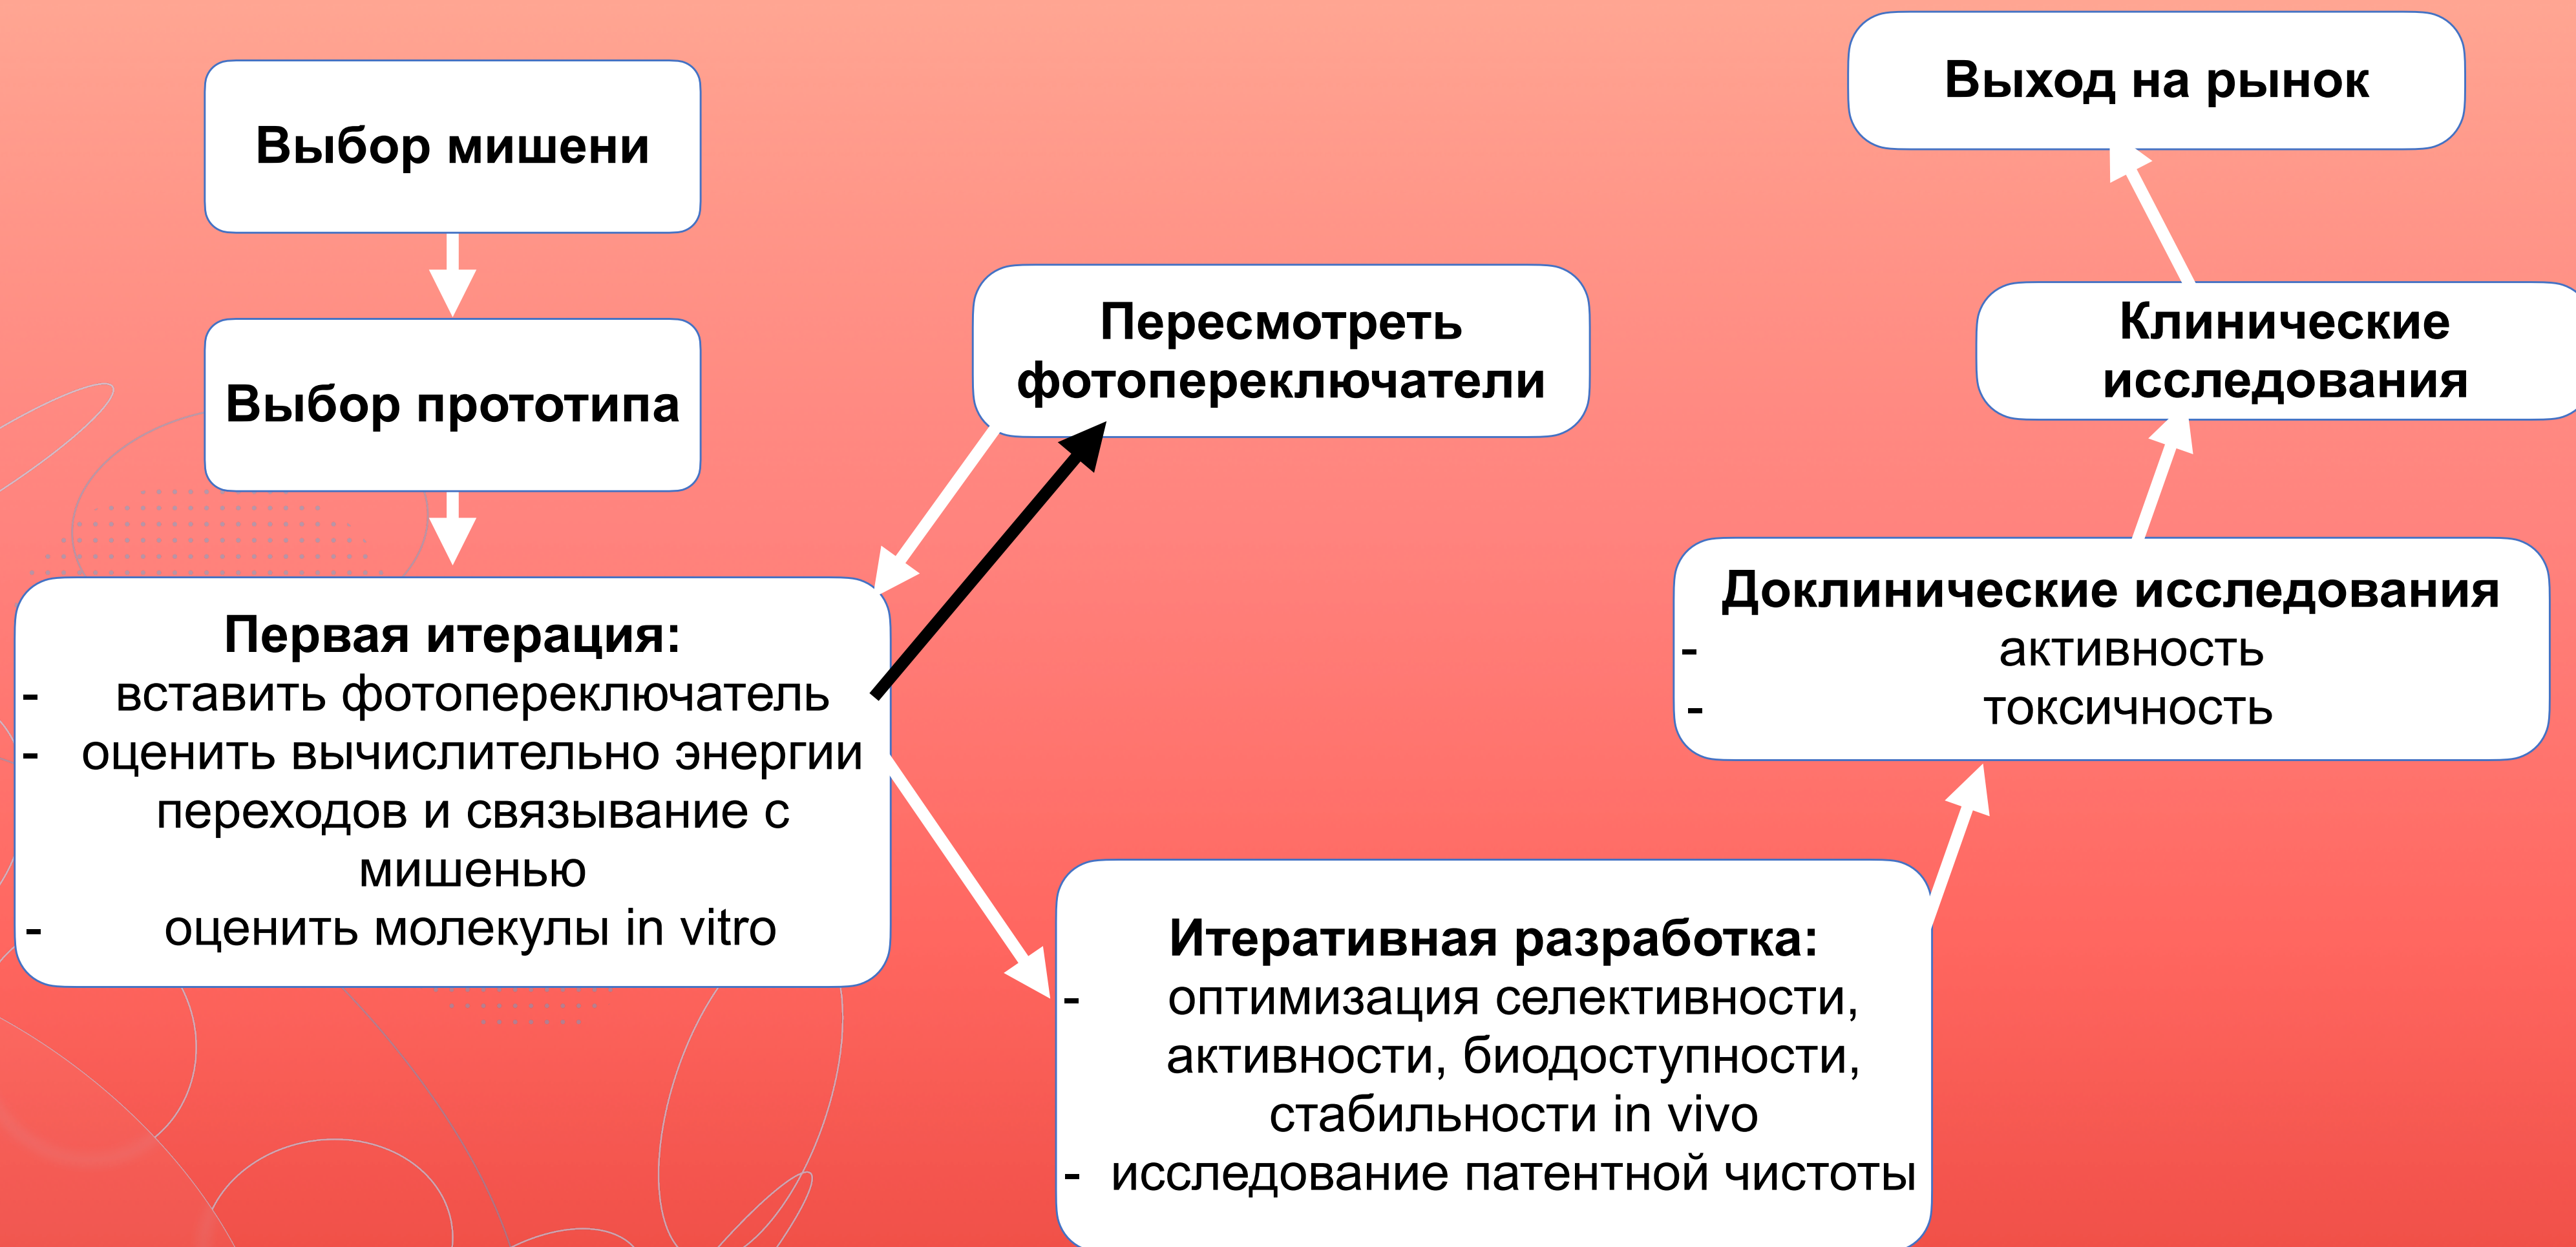 Выбор мишени
Выбор прототипа
Первая итерация:
- вставить фотопереключатель
- оценить вычислительно энергии
переходов и связывание с
мишенью
- оценить молекулы in vitro
Пересмотреть
фотопереключатели
Итеративная разработка:
- оптимизация селективности,
активности, биодоступности,
стабильности in vivo
- исследование патентной чистоты
Доклинические исследования
- активность
- токсичность
Клинические
исследования
Выход на рынок